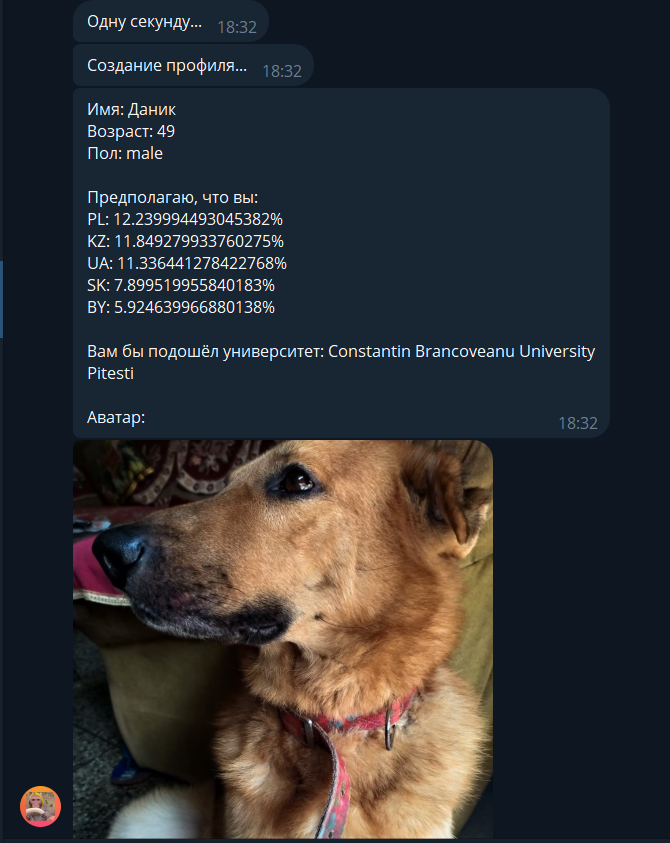 Одну секунду... 18:32
Создание профиля... 18:32
Имя: Даник
Возраст: 49
Пол: male
Предполагаю, что вы:
PL: 12.239994493045382%
KZ: 11.849279933760275%
UA: 11.336441278422768%
SK: 7.899519955840183%
BY: 5.924639966880138%
Вам бы подошёл университет: Constantin Brancoveanu University
Pitesti
Аватар: 18:32